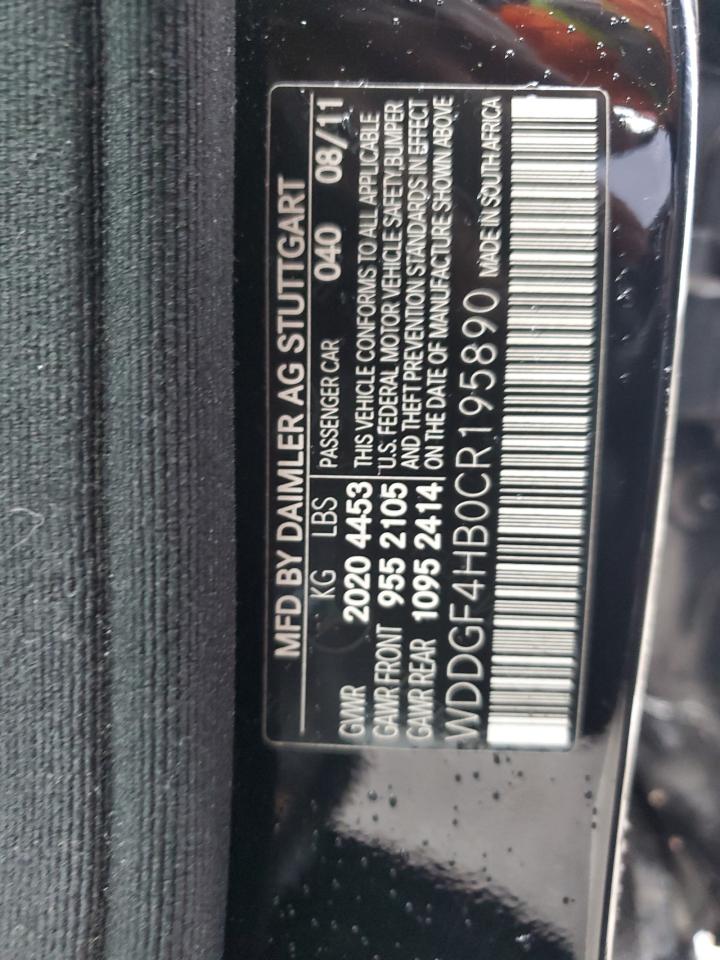 MFD BY DAIMLER AG STUTTGART
KG LBS PASSENGER CAR 040 08/11
GVWR 2020 4453 THIS VEHICLE CONFORMS TO ALL APPLICABLE
GAWR FRONT 955 2105 U.S. FEDERAL MOTOR VEHICLE SAFETY,BUMPER
GAWR REAR 1095 2414 AND THEFT PREVENTION STANDARDS IN EFFECT
ON THE DATE OF MANUFACTURE SHOWN ABOVE
WDDGF4HB0CR195890 MADE IN SOUTH AFRICA